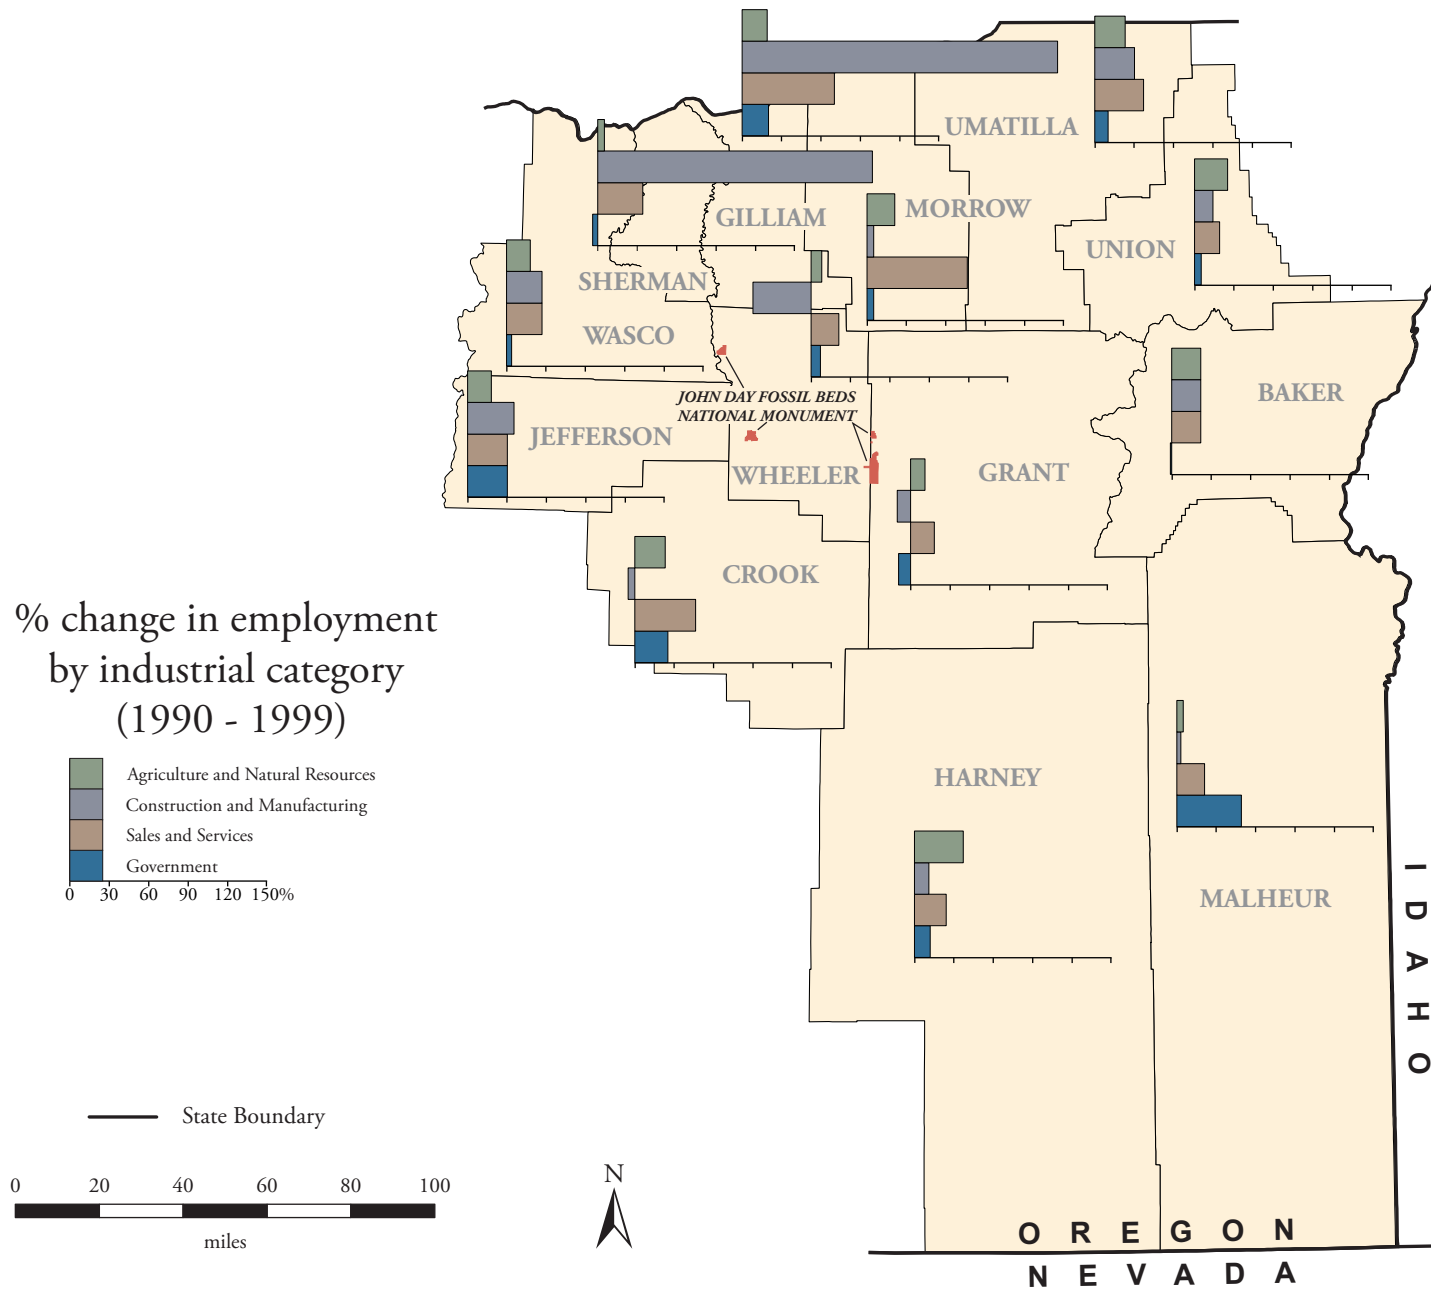 UMATILLA
GILLIAM
MORROW
UNION
SHERMAN
WASCO
BAKER
JOHN DAY FOSSIL BEDS
NATIONAL MONUMENT
JEFFERSON
WHEELER
GRANT
CROOK
% change in employment
by industrial category
(1990 - 1999)
Agriculture and Natural Resources
Construction and Manufacturing
Sales and Services
Government
0 30 60 90 120 150%
HARNEY
MALHEUR
IDAHO
State Boundary
0 20 40 60 80 100
miles
N
OREGON
NEVADA